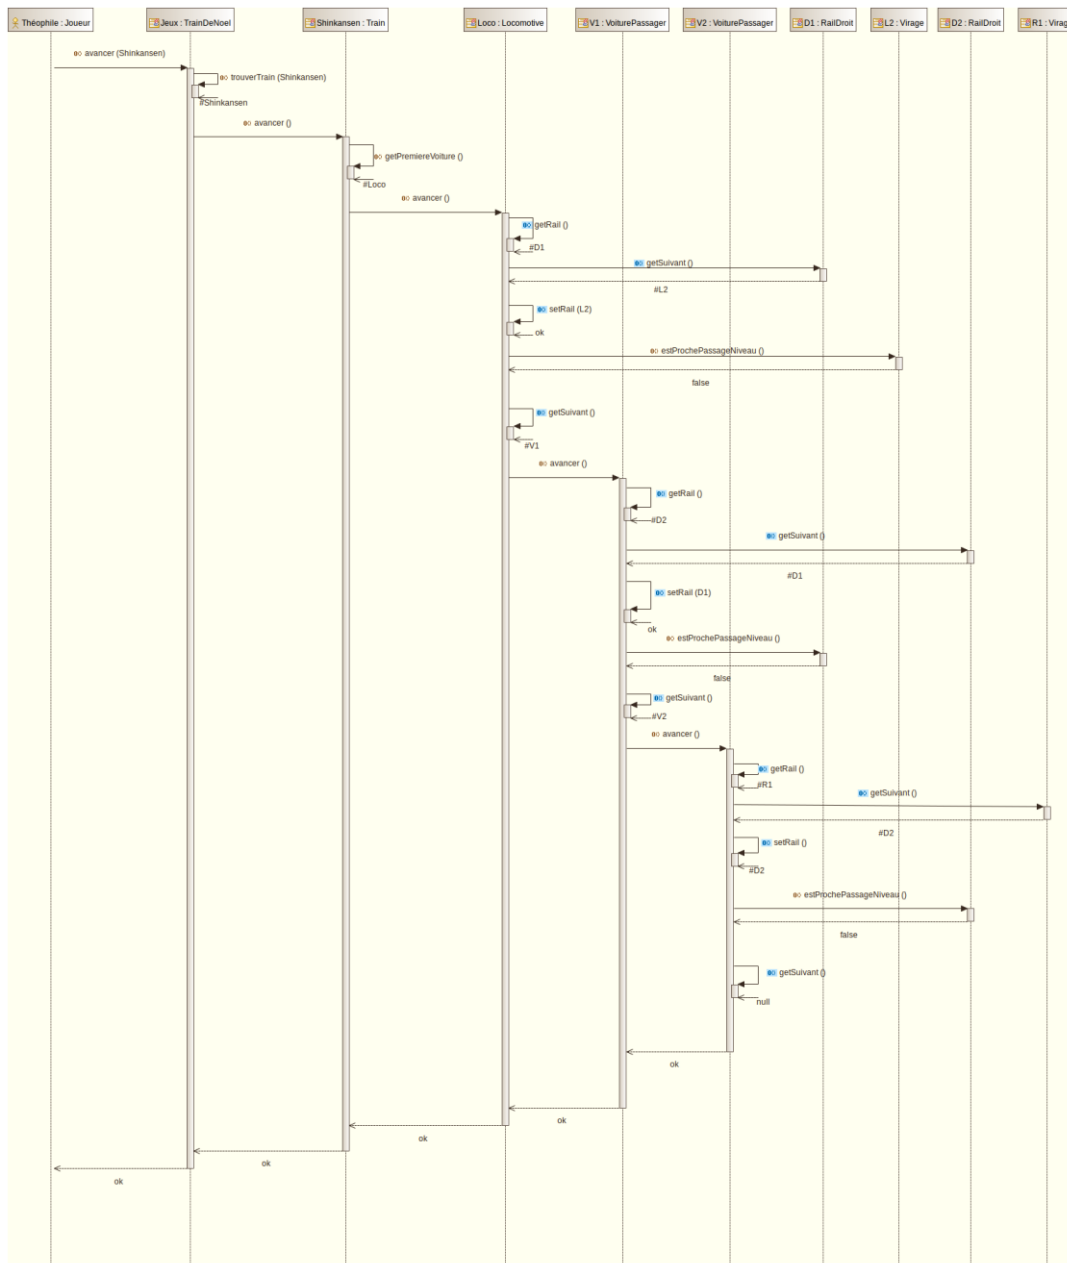 Théophile : Joueur
Jeux : TrainDeNoel
Shinkansen : Train
Loco : Locomotive
V1 : VoiturePassager
V2 : VoiturePassager
D1 : RailDroit
L2 : Virage
D2 : RailDroit
R1 : Virag
avancer (Shinkansen)
trouverTrain (Shinkansen)
#Shinkansen
avancer ()
getPremiereVoiture ()
#Loco
avancer ()
getRail ()
#D1
getSuivant ()
#L2
setRail (L2)
ok
estProchePassageNiveau ()
false
getSuivant ()
#V1
avancer ()
getRail ()
#D2
getSuivant ()
#D1
setRail (D1)
ok
estProchePassageNiveau ()
false
getSuivant ()
#V2
avancer ()
getRail ()
#R1
getSuivant ()
#D2
setRail ()
#D2
estProchePassageNiveau ()
false
getSuivant ()
null
ok
ok
ok
ok
ok